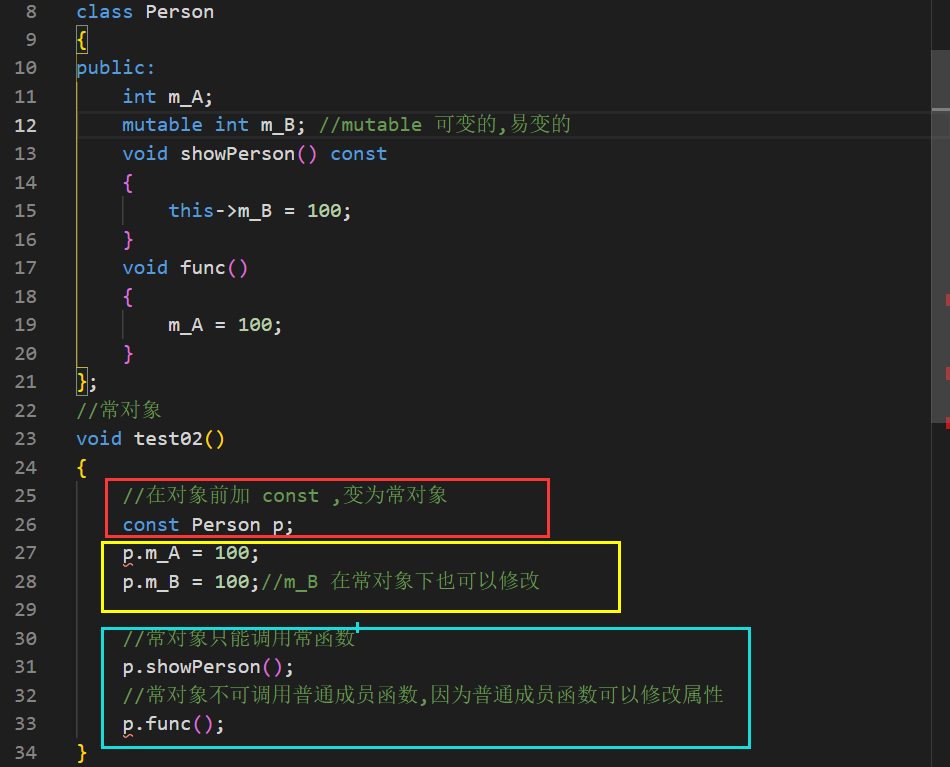 8 class Person
9 {
10 public:
11 int m_A;
12 mutable int m_B; //mutable 可变的,易变的
13 void showPerson() const
14 {
15 this->m_B = 100;
16 }
17 void func()
18 {
19 m_A = 100;
20 }
21 };
22 //常对象
23 void test02()
24 {
25 //在对象前加 const ,变为常对象
26 const Person p;
27 p.m_A = 100;
28 p.m_B = 100;//m_B 在常对象下也可以修改
29
30 //常对象只能调用常函数
31 p.showPerson();
32 //常对象不可调用普通成员函数,因为普通成员函数可以修改属性
33 p.func();
34 }